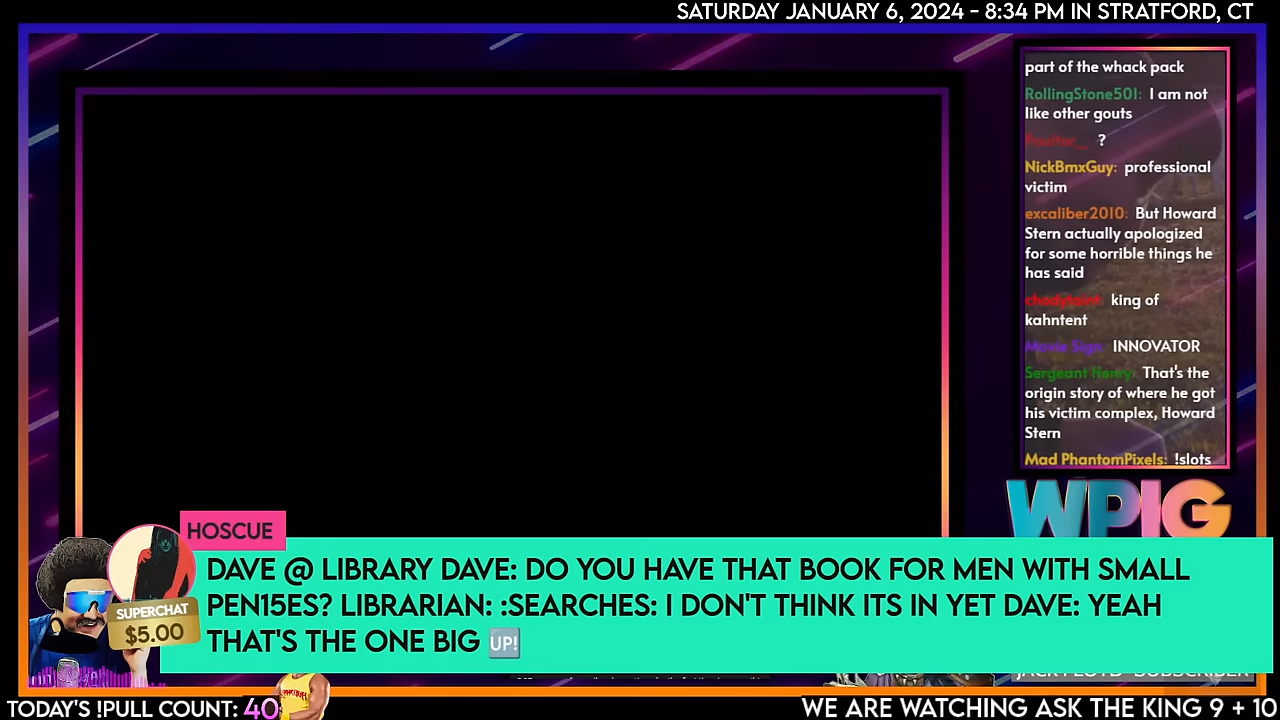 SATURDAY JANUARY 6, 2024 - 8:34 PM IN STRATFORD, CT
part of the whack pack
RollingStone501: I am not
like other gouts
?
NickBmxGuy: professional
victim
excaliber2010: But Howard
Stern actually apologized
for some horrible things he
has said
king of
kahntent
Movie Sign: INNOVATOR
Sergeant Henry: That's the
origin story of where he got
his victim complex, Howard
Stern
Mad PhantomPixels: !slots
WPIG
HOSCUE
DAVE @ LIBRARY DAVE: DO YOU HAVE THAT BOOK FOR MEN WITH SMALL
PEN15ES? LIBRARIAN: :SEARCHES: I DON'T THINK ITS IN YET DAVE: YEAH
THAT'S THE ONE BIG UP!
SUPERCHAT
$5.00
TODAY'S !PULL COUNT: 40
WE ARE WATCHING ASK THE KING 9 + 10